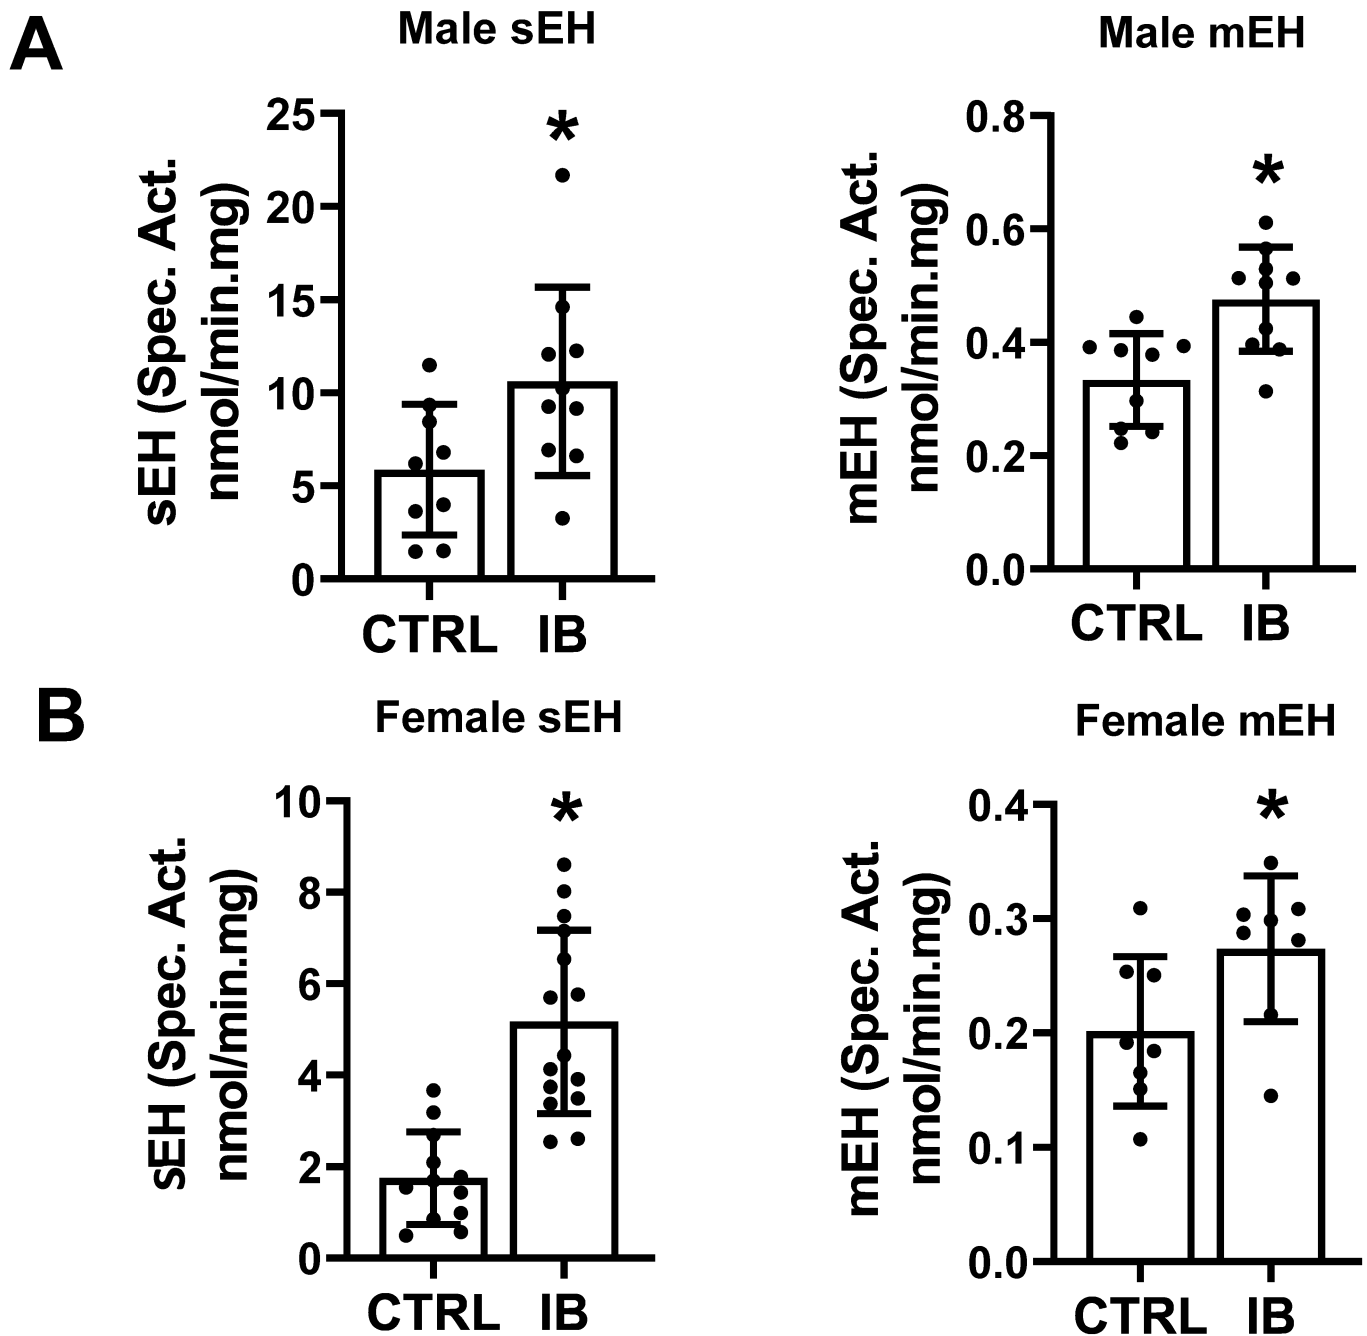 A
Male sEH
Male mEH
sEH (Spec. Act.
nmol/min.mg)
25
20
15
10
5
0
*
CTRL
IB
mEH (Spec. Act.
nmol/min.mg)
0.8
0.6
0.4
0.2
0.0
*
CTRL
IB
B
Female sEH
Female mEH
sEH (Spec. Act.
nmol/min.mg)
10
8
6
4
2
0
*
CTRL
IB
mEH (Spec. Act.
nmol/min.mg)
0.4
0.3
0.2
0.1
0.0
*
CTRL
IB